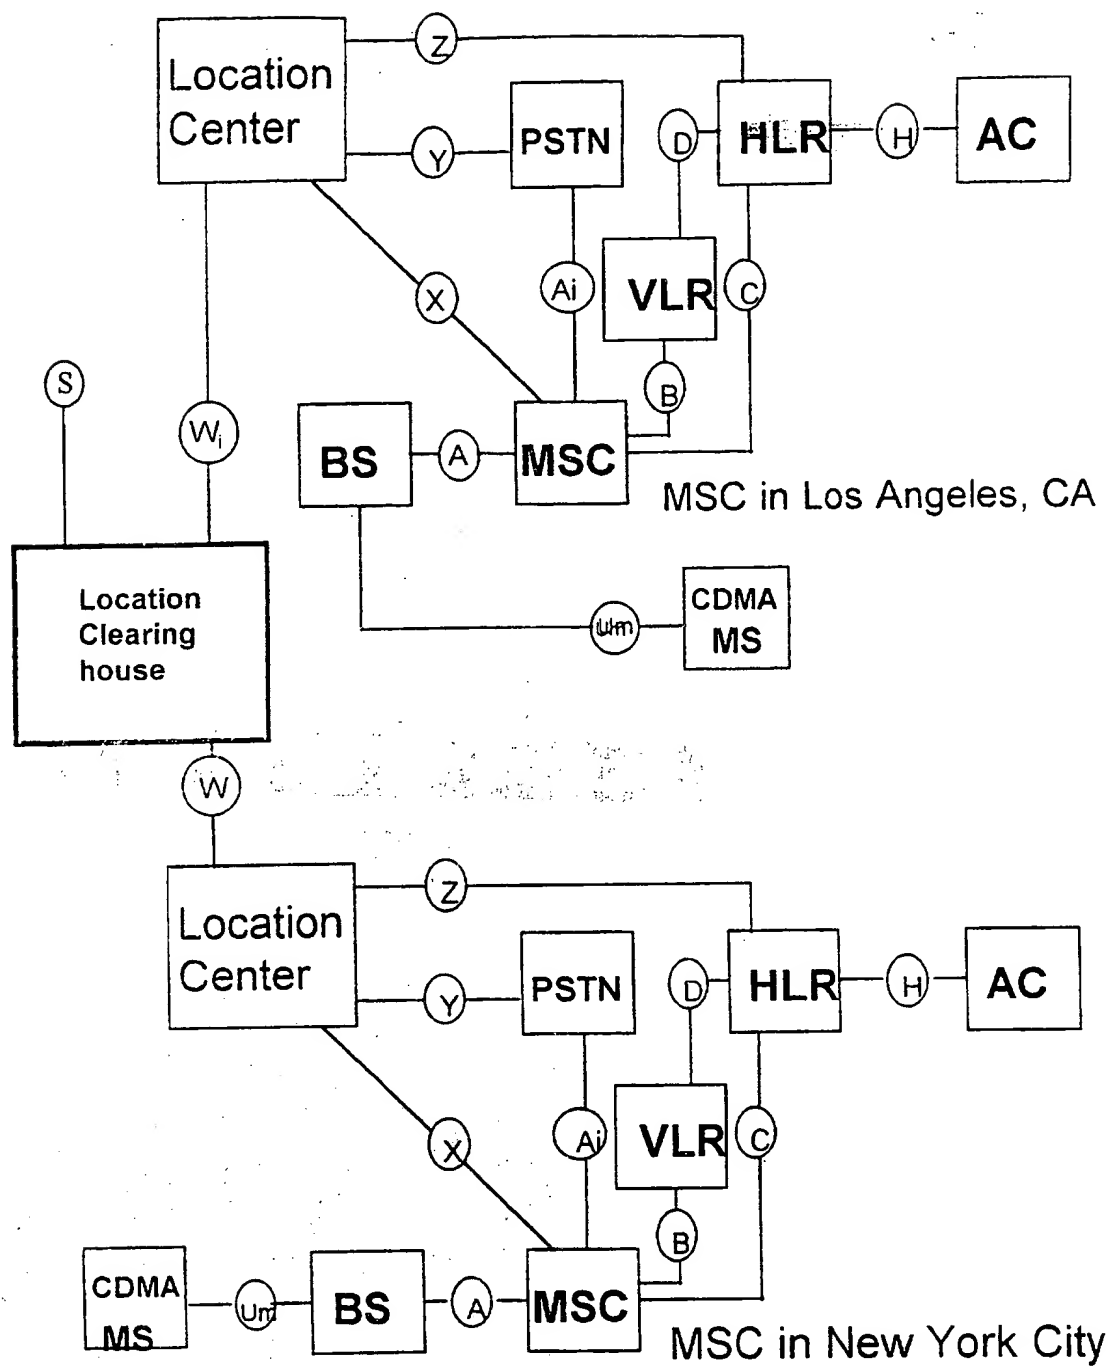 Z
Location
Center
PSTN
D
HLR
H
AC
Y
VLR
Ai
C
X
S
B
Wi
BS
A
MSC
MSC in Los Angeles, CA
Location
Clearing
house
CDMA
MS
Um
W
Z
Location
Center
PSTN
D
HLR
H
AC
Y
VLR
Ai
C
X
B
CDMA
MS
Um
BS
A
MSC
MSC in New York City